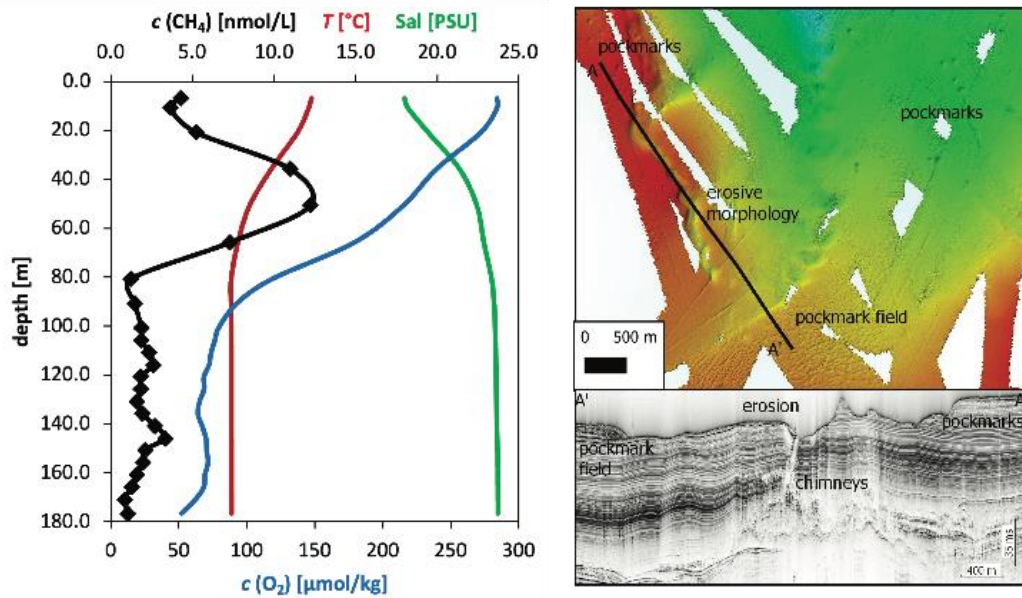 c (CH₄) [nmol/L] T [°C] Sal [PSU]
0.0 5.0 10.0 15.0 20.0 25.0
depth [m]
0.0
20.0
40.0
60.0
80.0
100.0
120.0
140.0
160.0
180.0
0 50 100 150 200 250 300
c (O₂) [µmol/kg]
pockmarks
A
pockmarks
erosive
morphology
pockmark field
A'
0 500 m
A' erosion A
pockmarks
pockmark
field
chimneys
35 ms
400 m